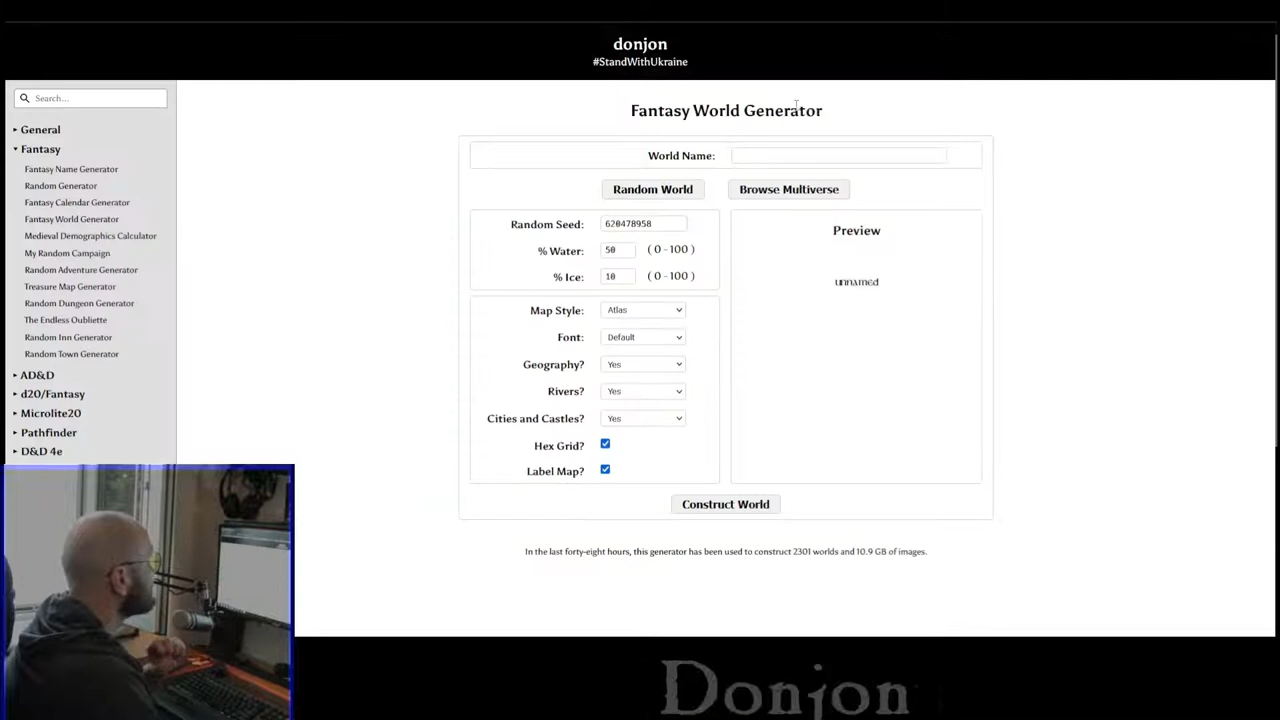 donjon
#StandWithUkraine
Search...
General
Fantasy
Fantasy Name Generator
Random Generator
Fantasy Calendar Generator
Fantasy World Generator
Medieval Demographics Calculator
My Random Campaign
Random Adventure Generator
Treasure Map Generator
Random Dungeon Generator
The Endless Oubliette
Random Inn Generator
Random Town Generator
AD&D
d20/Fantasy
Microlite20
Pathfinder
D&D 4e
Fantasy World Generator
World Name:
Random World
Browse Multiverse
Random Seed: 620478958
% Water: 50 ( 0 - 100 )
% Ice: 10 ( 0 - 100 )
Map Style: Atlas
Font: Default
Geography? Yes
Rivers? Yes
Cities and Castles? Yes
Hex Grid?
Label Map?
Preview
unnamed
Construct World
In the last forty-eight hours, this generator has been used to construct 2301 worlds and 10.9 GB of images.
Donjon